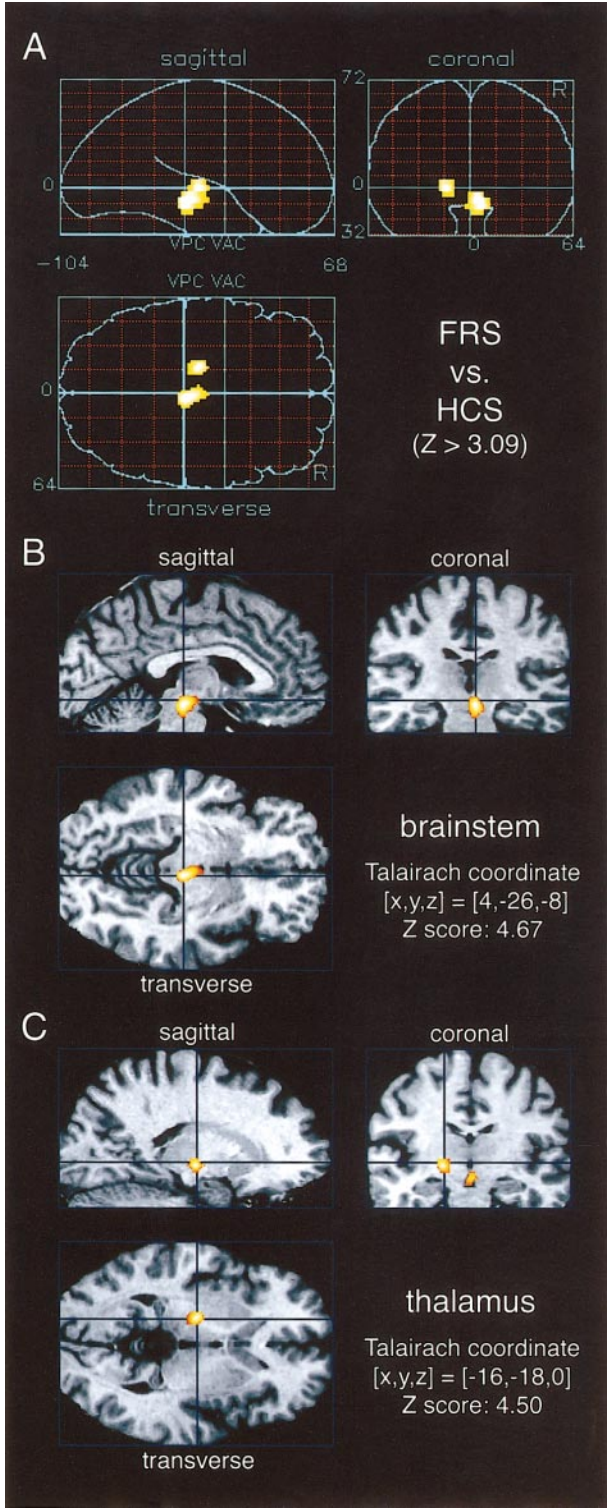 A
sagittal
coronal
72
R
0
0
VPC VAC
32
-104
68
0
64
VPC VAC
0
64
R
transverse
FRS
vs.
HCS
(Z > 3.09)
B
sagittal
coronal
transverse
brainstem
Talairach coordinate
[x,y,z] = [4,-26,-8]
Z score: 4.67
C
sagittal
coronal
transverse
thalamus
Talairach coordinate
[x,y,z] = [-16,-18,0]
Z score: 4.50